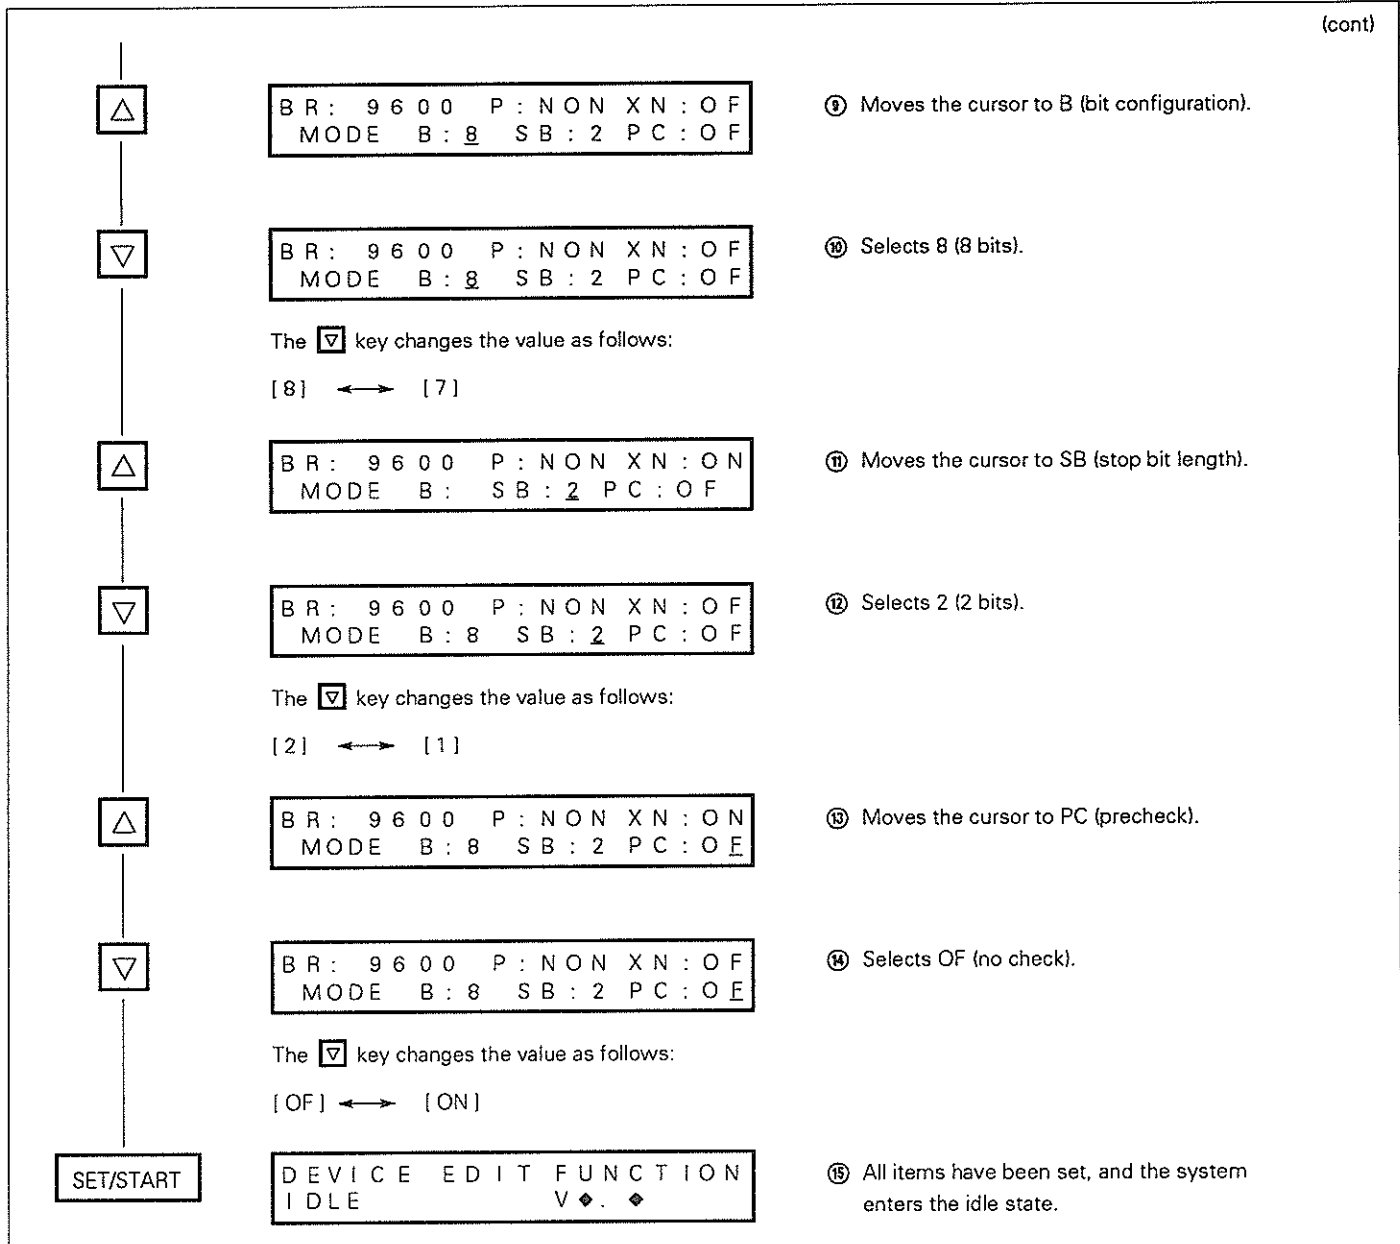 (cont)
△
BR: 9600 P:NON XN:OF
MODE B:8 SB:2 PC:OF
⑨ Moves the cursor to B (bit configuration).
▽
BR: 9600 P:NON XN:OF
MODE B:8 SB:2 PC:OF
⑩ Selects 8 (8 bits).
The ▽ key changes the value as follows:
[8] ⟷ [7]
△
BR: 9600 P:NON XN:ON
MODE B: SB:2 PC:OF
⑪ Moves the cursor to SB (stop bit length).
▽
BR: 9600 P:NON XN:OF
MODE B:8 SB:2 PC:OF
⑫ Selects 2 (2 bits).
The ▽ key changes the value as follows:
[2] ⟷ [1]
△
BR: 9600 P:NON XN:ON
MODE B:8 SB:2 PC:OF
⑬ Moves the cursor to PC (precheck).
▽
BR: 9600 P:NON XN:OF
MODE B:8 SB:2 PC:OF
⑭ Selects OF (no check).
The ▽ key changes the value as follows:
[OF] ⟷ [ON]
SET/START
DEVICE EDIT FUNCTION
IDLE V◆. ◆
⑮ All items have been set, and the system
enters the idle state.